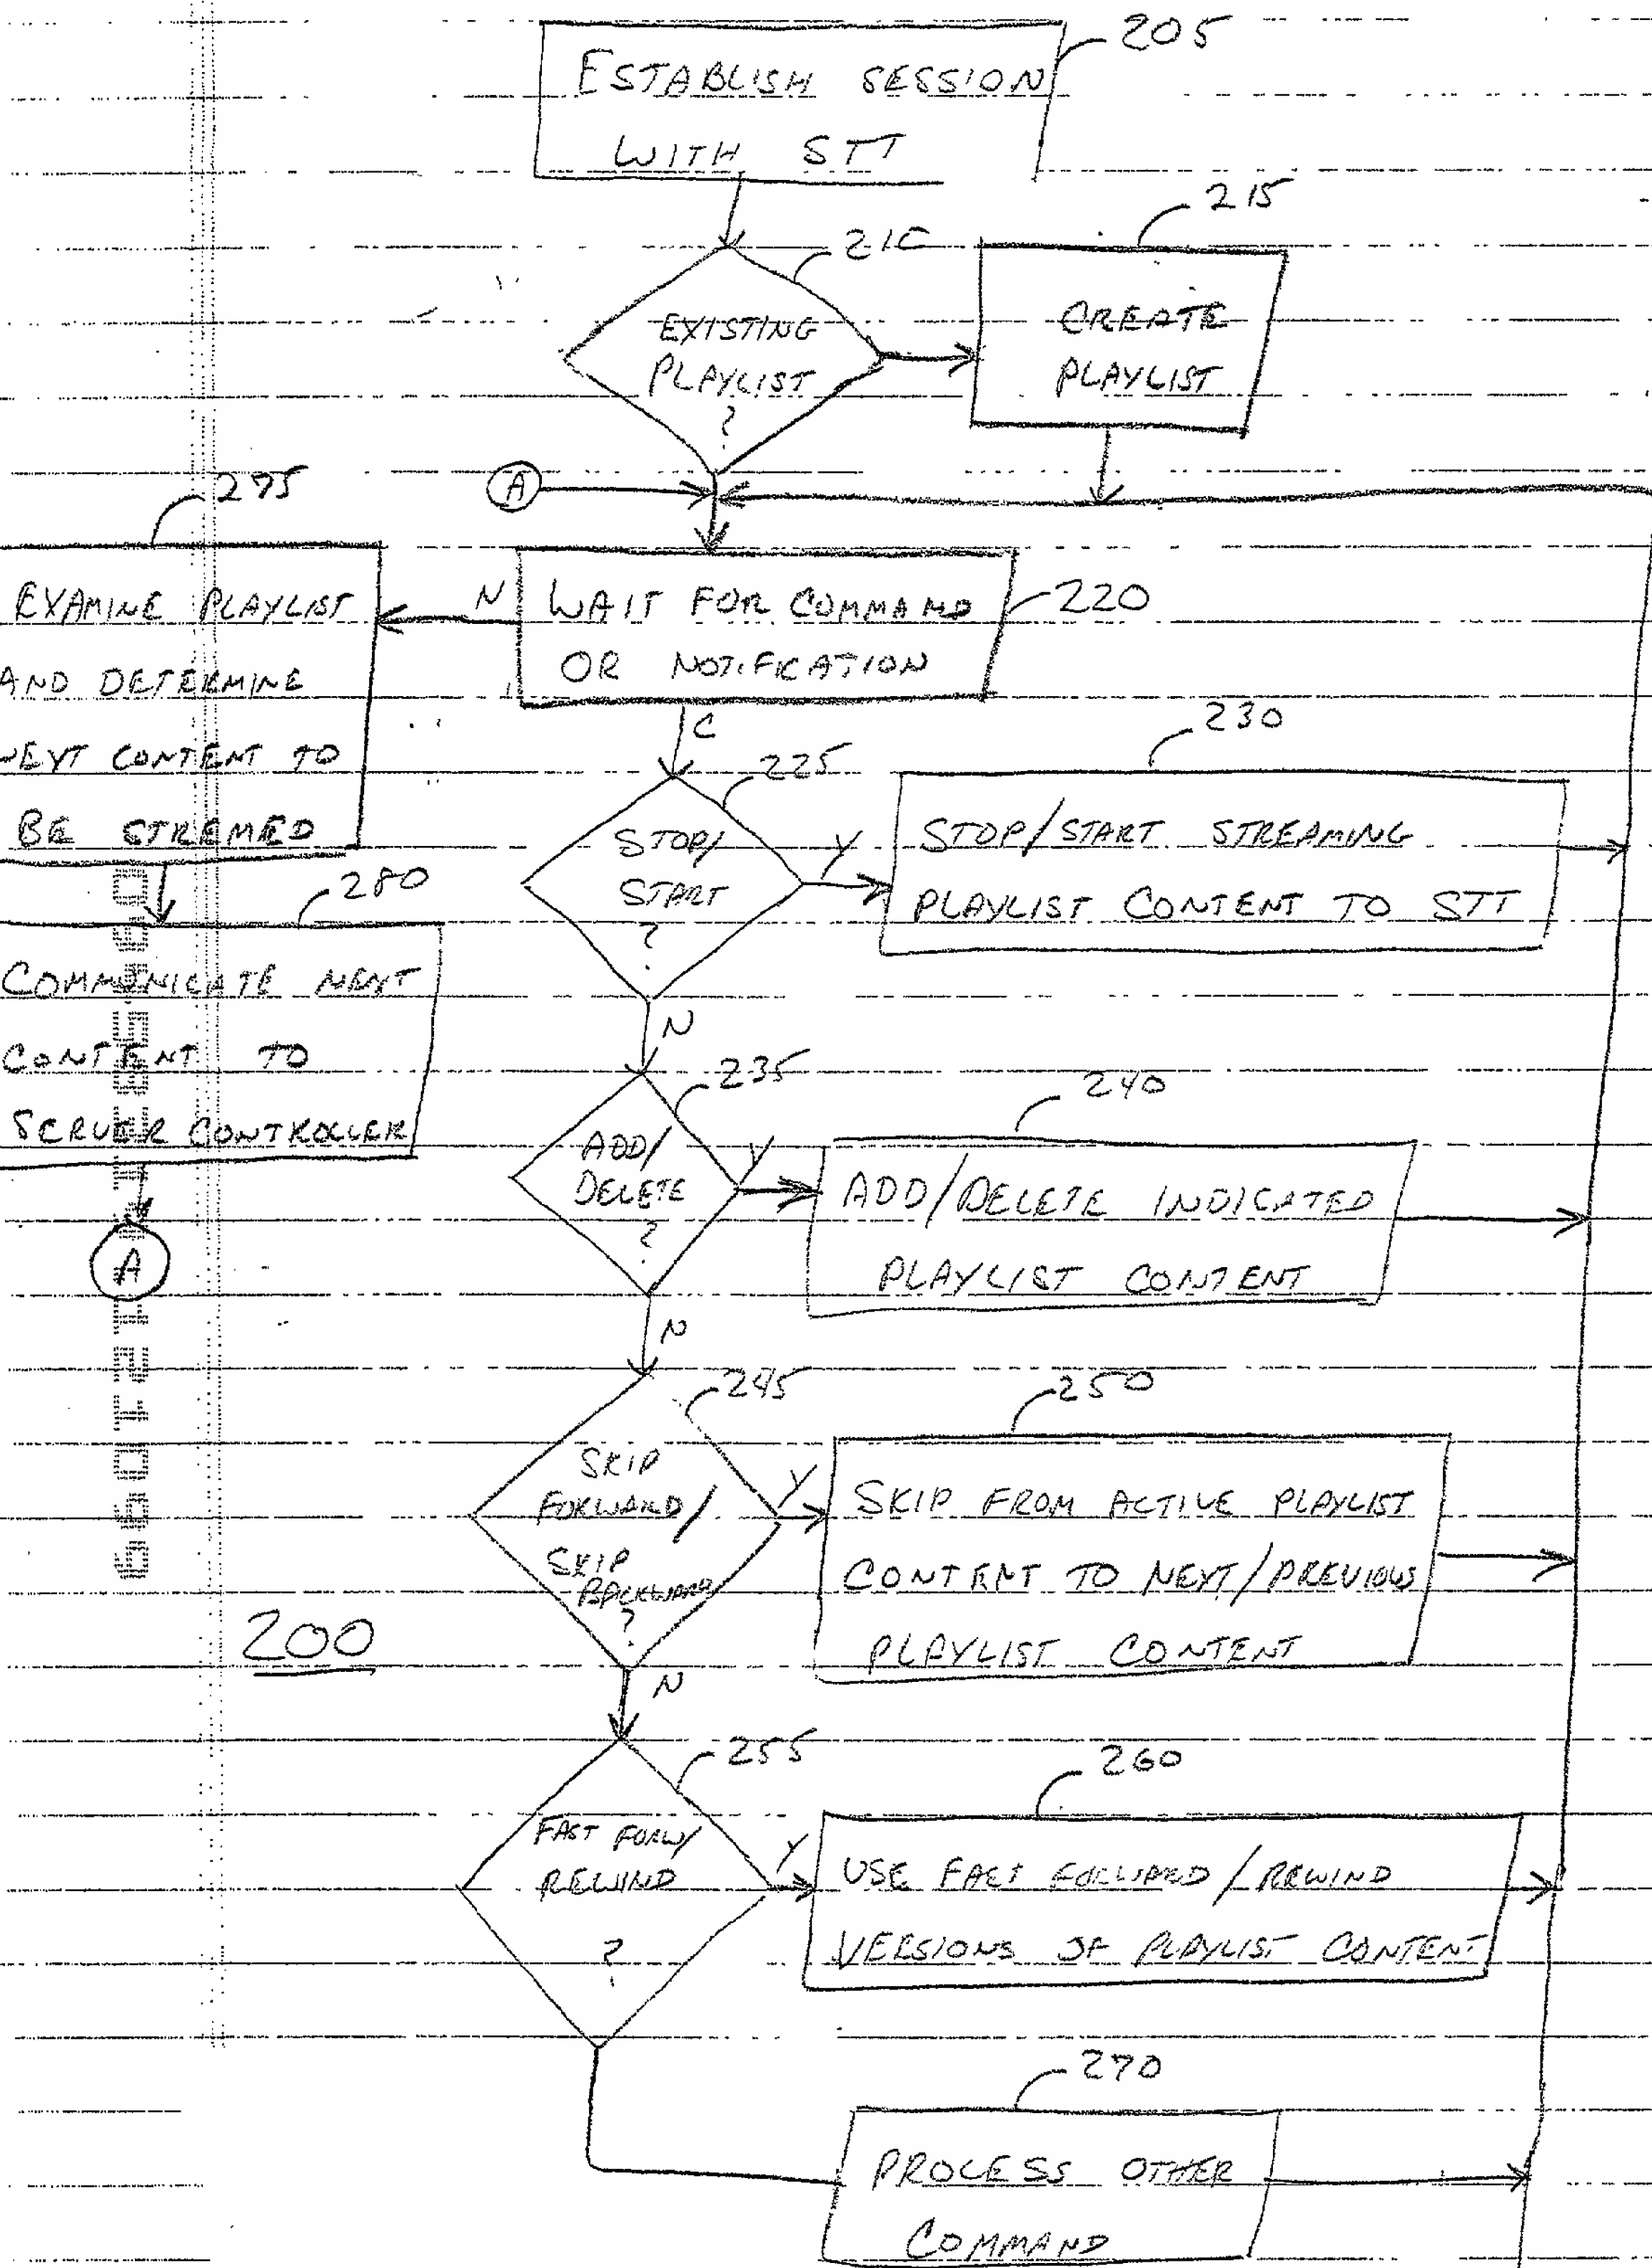 205
ESTABLISH SESSION
WITH STT
210
EXISTING
PLAYLIST
?
215
CREATE
PLAYLIST
A
275
EXAMINE PLAYLIST
AND DETERMINE
NEXT CONTENT TO
BE STREMED
N
WAIT FOR COMMAND
OR NOTIFICATION
220
C
225
STOP/
START
?
Y
230
STOP/START STREAMING
PLAYLIST CONTENT TO STT
280
COMMUNICATE NEXT
CONTENT TO
SERVER CONTROLLER
A
N
235
ADD/
DELETE
?
Y
240
ADD/DELETE INDICATED
PLAYLIST CONTENT
N
245
SKIP
FORWARD/
SKIP
BACKWARD
?
Y
250
SKIP FROM ACTIVE PLAYLIST
CONTENT TO NEXT/PREVIOUS
PLAYLIST CONTENT
200
N
255
FAST FORW/
REWIND
?
Y
260
USE FAST FORWARD/REWIND
VERSIONS OF PLAYLIST CONTENT
270
PROCESS OTHER
COMMAND